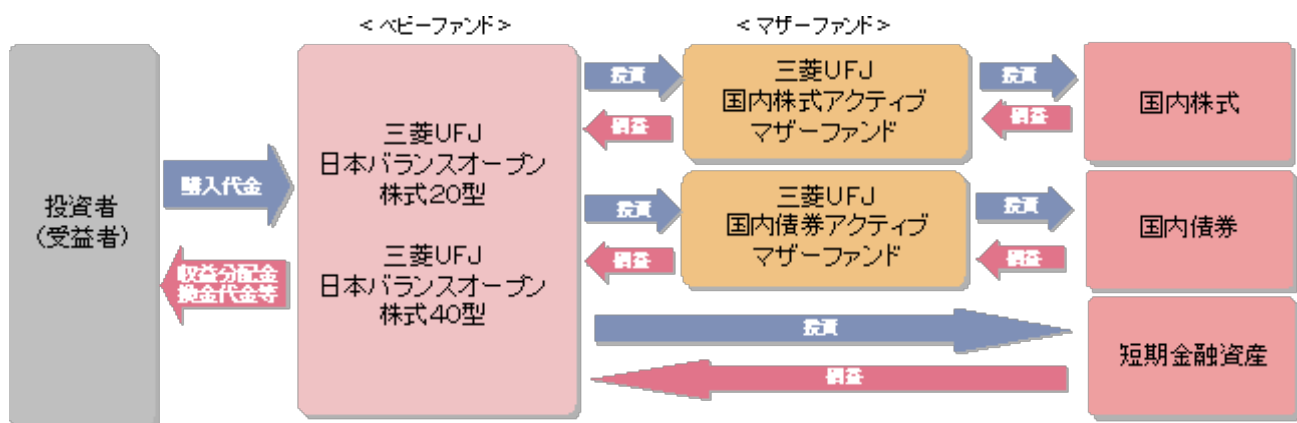 ＜ベビーファンド＞
＜マザーファンド＞
投資者
（受益者）
購入代金
収益分配金
換金代金等
三菱UFJ
日本バランスオープン
株式20型
三菱UFJ
日本バランスオープン
株式40型
投資
損益
三菱UFJ
国内株式アクティブ
マザーファンド
投資
損益
国内株式
投資
損益
三菱UFJ
国内債券アクティブ
マザーファンド
投資
損益
国内債券
投資
損益
短期金融資産